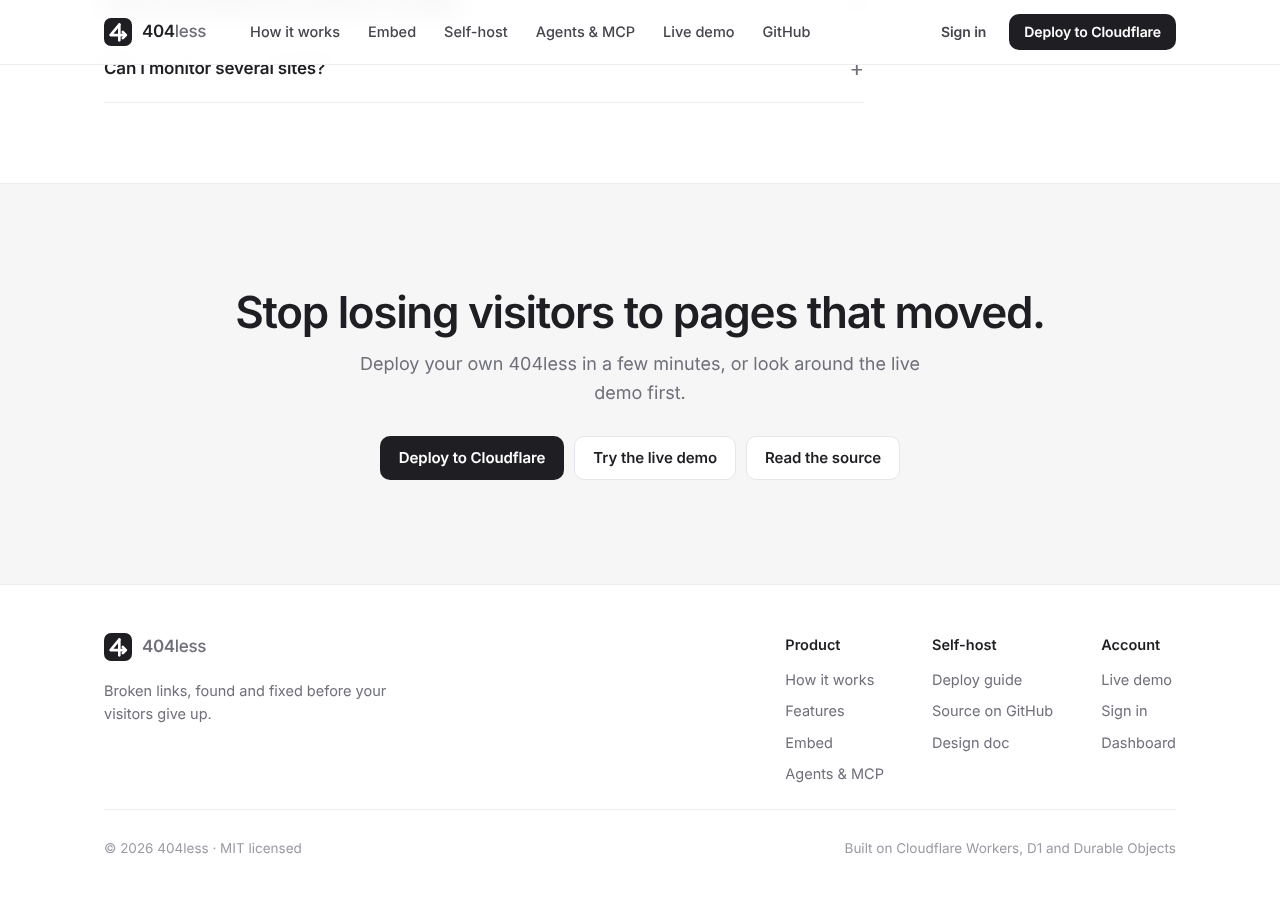 404less
How it works
Embed
Self-host
Agents & MCP
Live demo
GitHub
Sign in
Deploy to Cloudflare
Can I monitor several sites?
+
Stop losing visitors to pages that moved.
Deploy your own 404less in a few minutes, or look around the live
demo first.
Deploy to Cloudflare
Try the live demo
Read the source
404less
Broken links, found and fixed before your
visitors give up.
Product
How it works
Features
Embed
Agents & MCP
Self-host
Deploy guide
Source on GitHub
Design doc
Account
Live demo
Sign in
Dashboard
© 2026 404less · MIT licensed
Built on Cloudflare Workers, D1 and Durable Objects